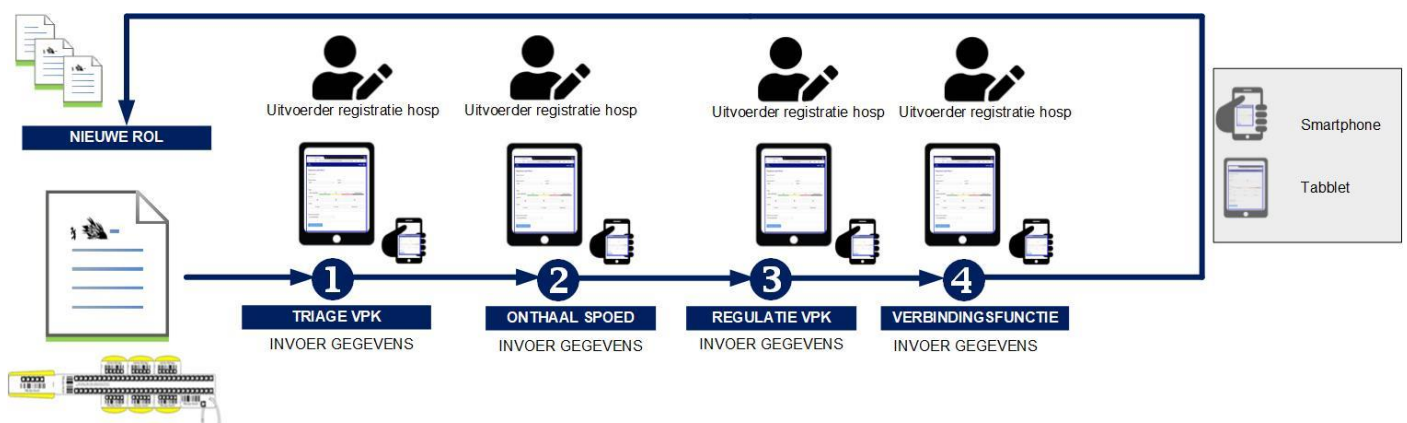 Uitvoerder registratie hosp
Uitvoerder registratie hosp
Uitvoerder registratie hosp
Uitvoerder registratie hosp
NIEUWE ROL
Smartphone
Tabblet
1
2
3
4
TRIAGE VPK
ONTHAAL SPOED
REGULATIE VPK
VERBINDINGSFUNCTIE
INVOER GEGEVENS
INVOER GEGEVENS
INVOER GEGEVENS
INVOER GEGEVENS